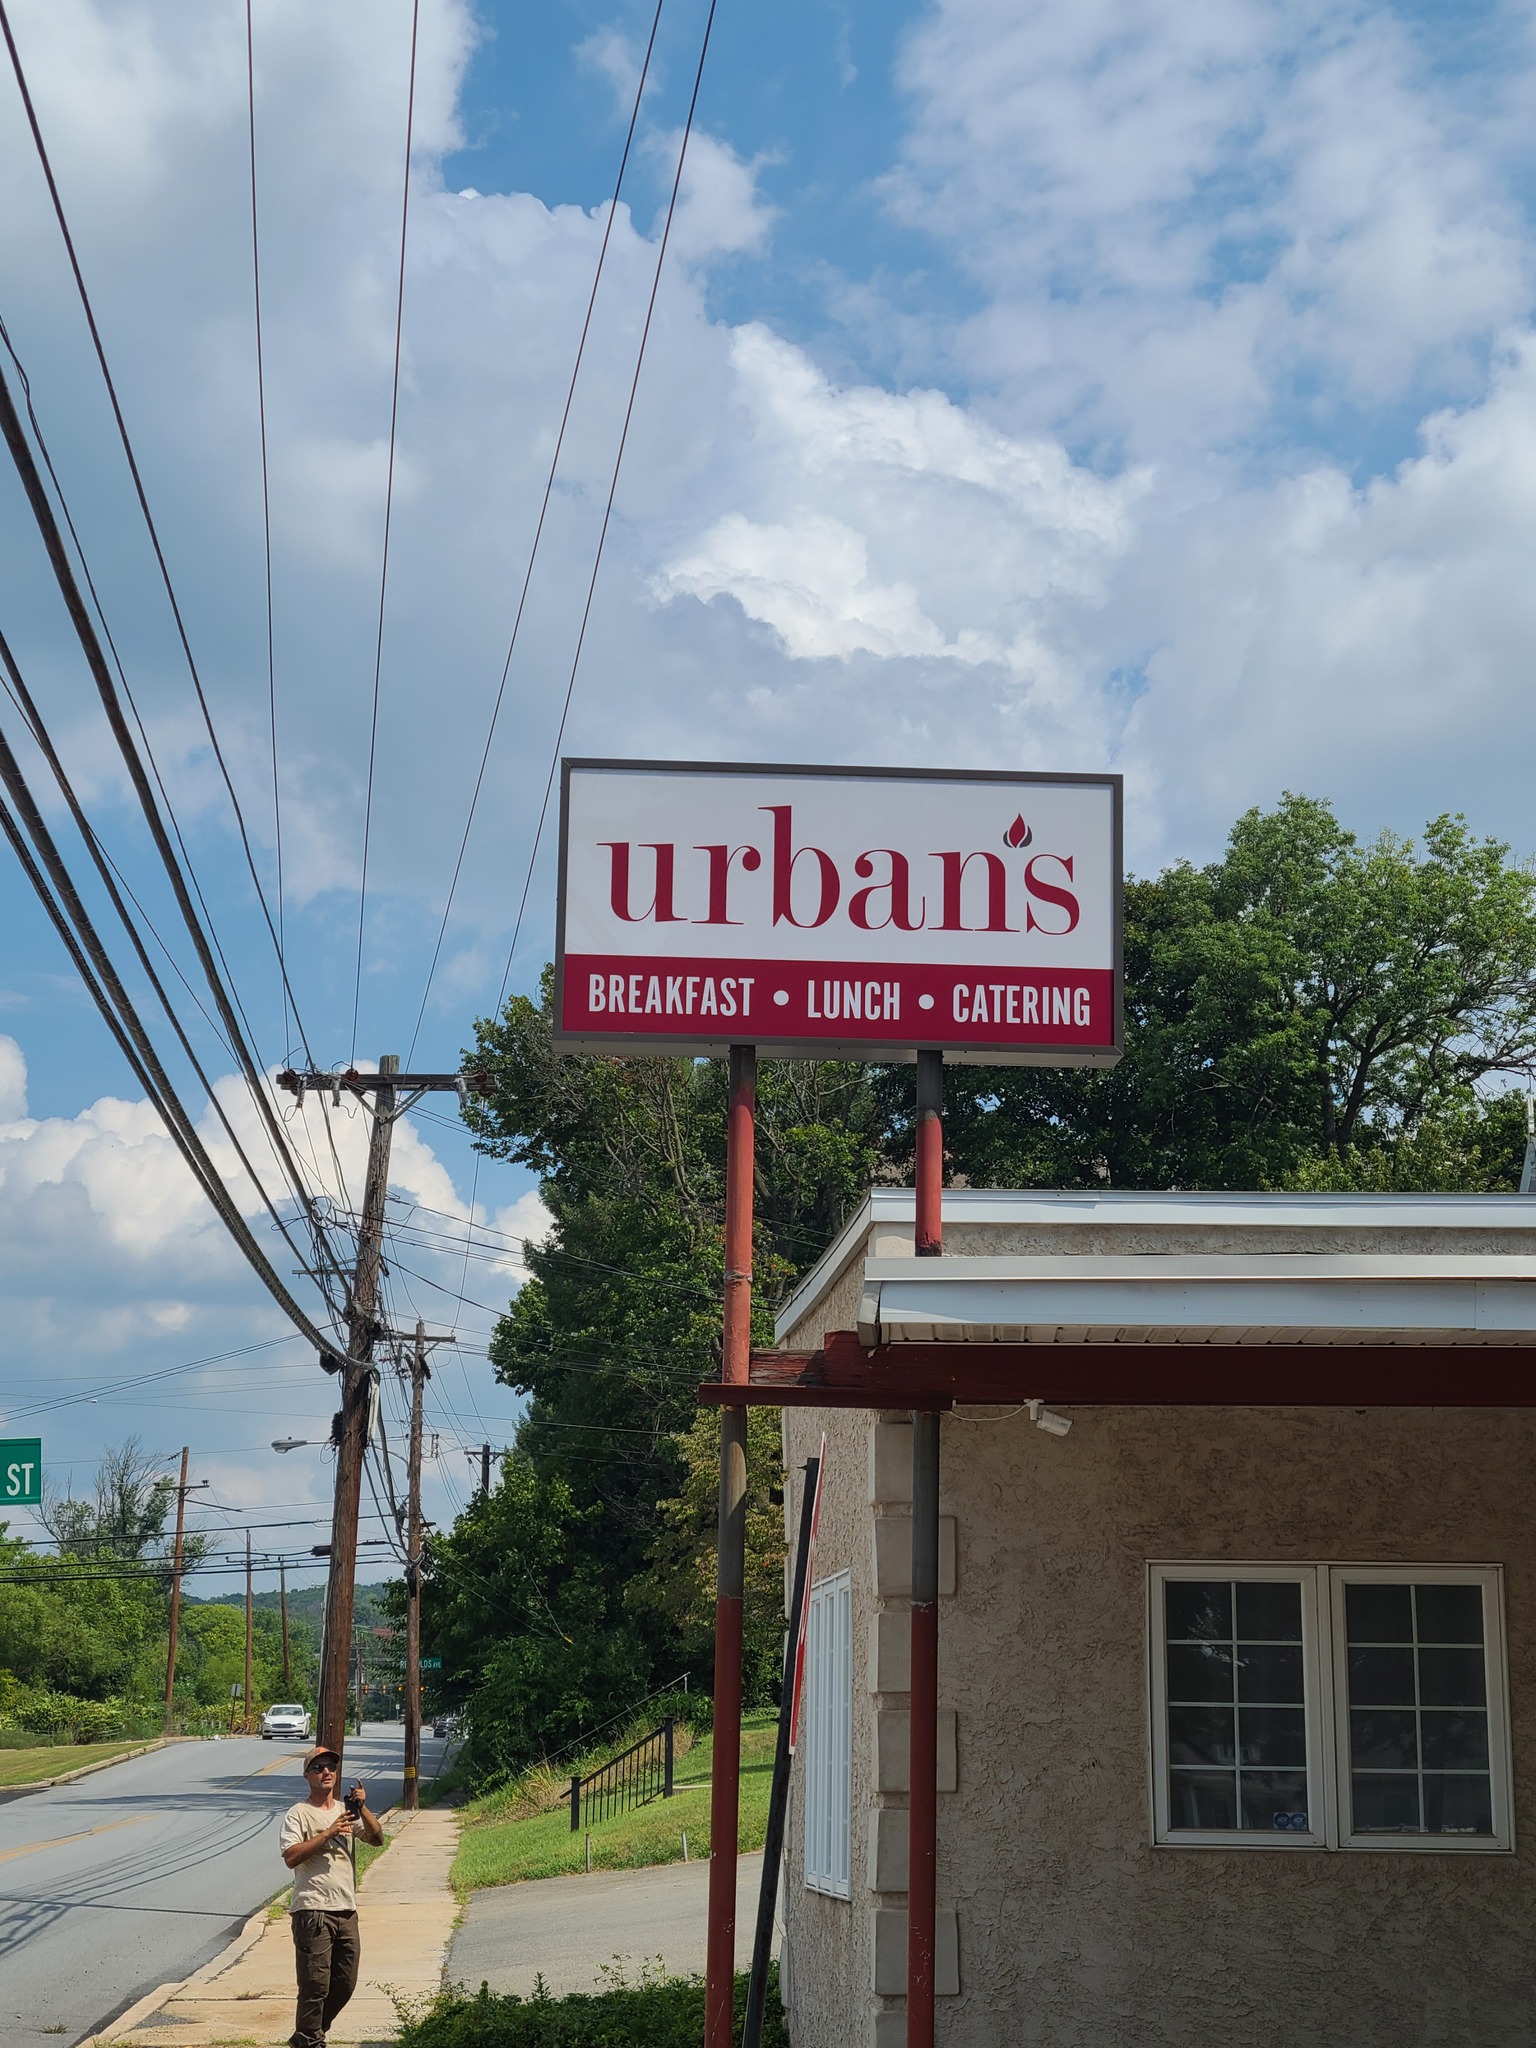 urban's
BREAKFAST • LUNCH • CATERING
ST